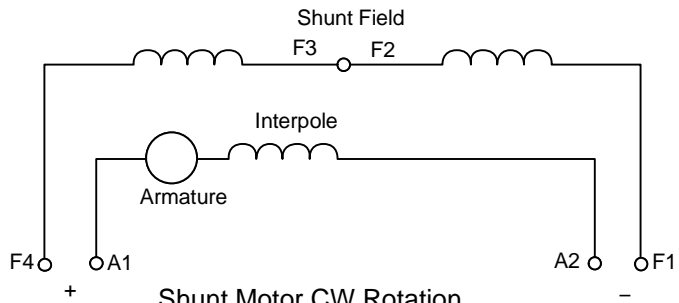 Shunt Field
F3 F2
Interpole
Armature
F4 A1 A2 F1
+ –
Shunt Motor CW Rotation